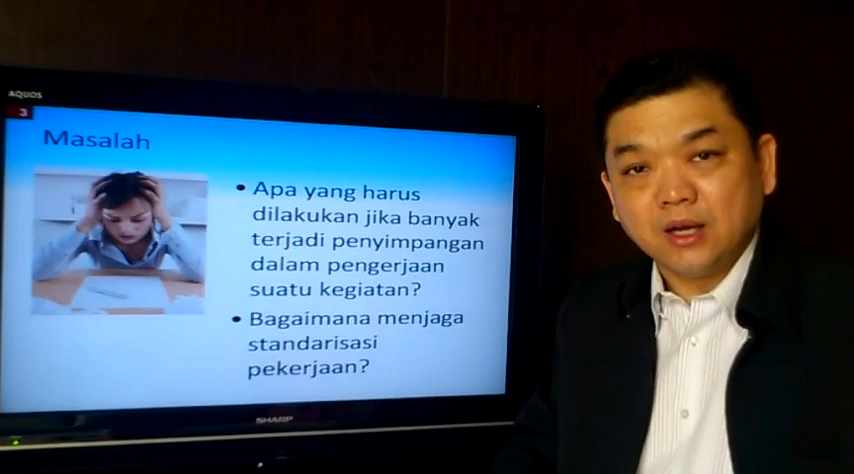 AQUOS
3
Masalah
• Apa yang harus
dilakukan jika banyak
terjadi penyimpangan
dalam pengerjaan
suatu kegiatan?
• Bagaimana menjaga
standarisasi
pekerjaan?
SHARP